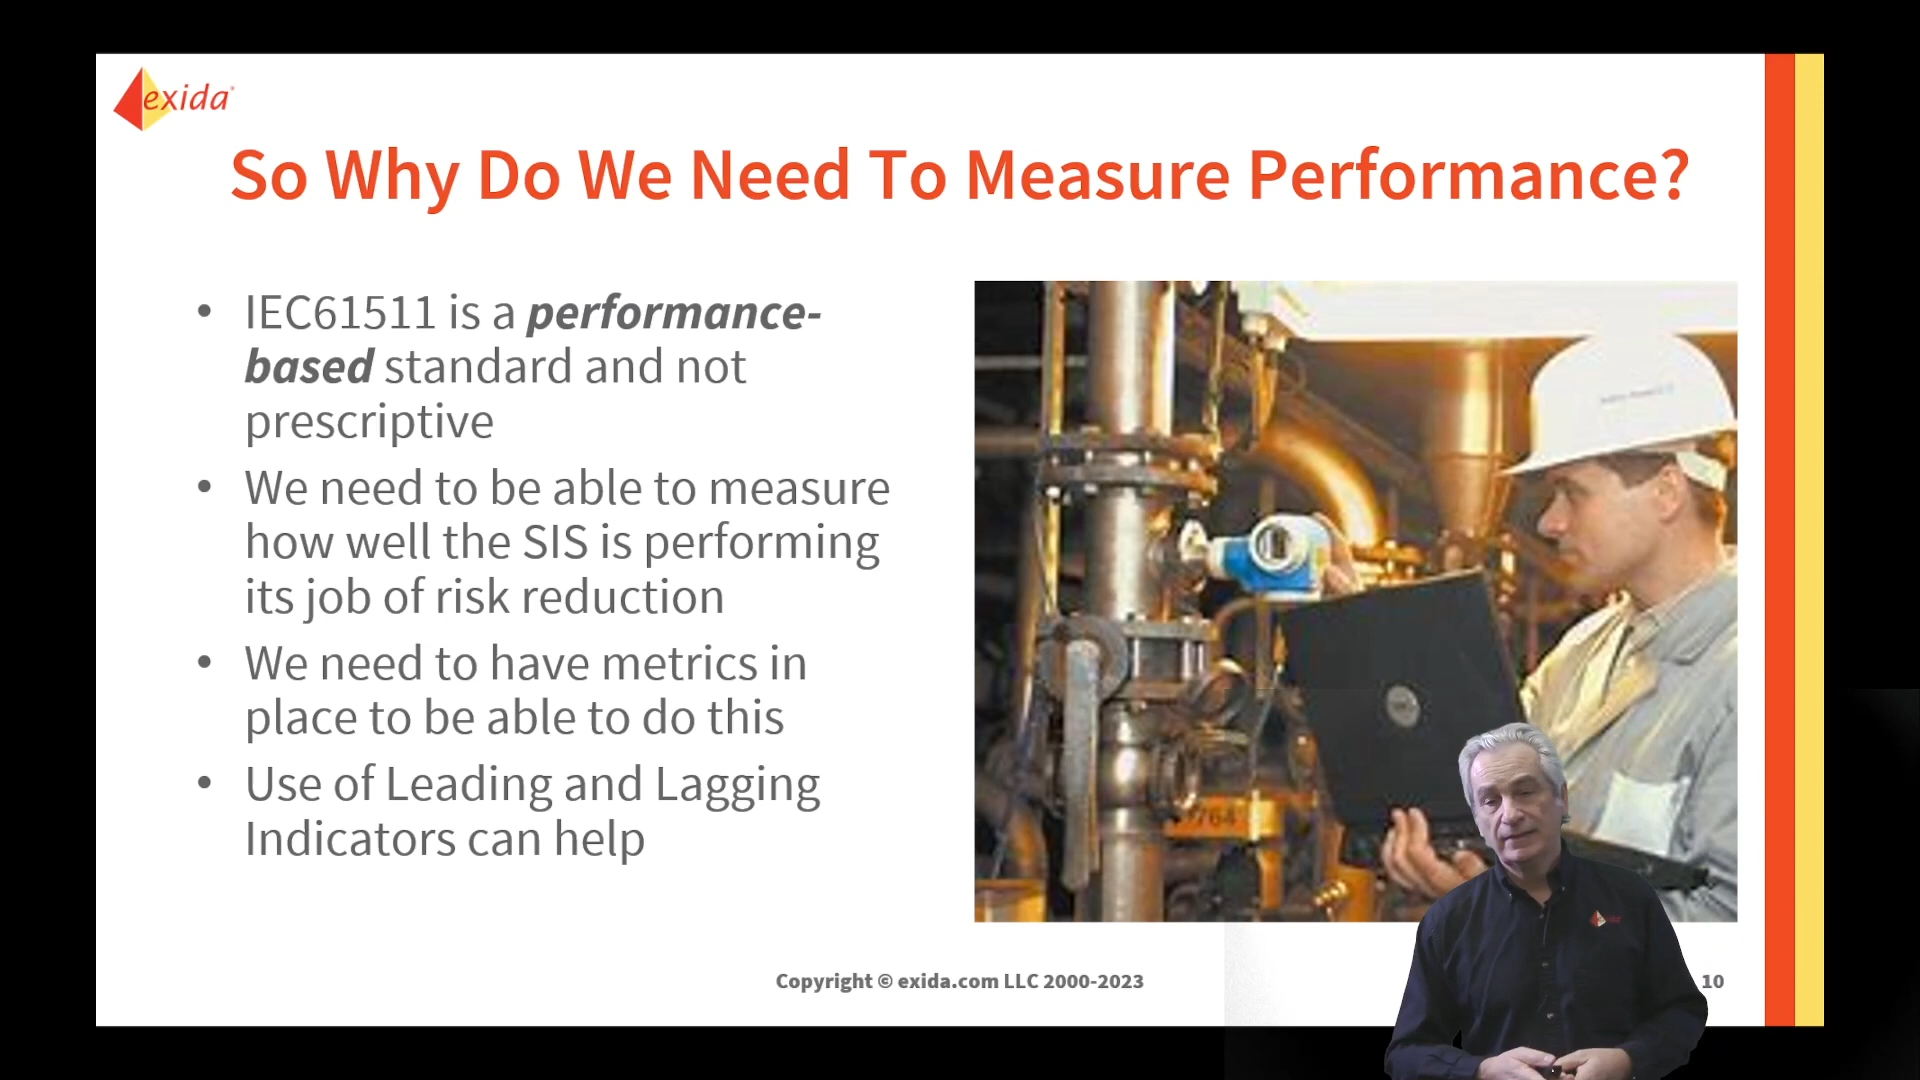 exida
So Why Do We Need To Measure Performance?
• IEC61511 is a performance-
based standard and not
prescriptive
• We need to be able to measure
how well the SIS is performing
its job of risk reduction
• We need to have metrics in
place to be able to do this
• Use of Leading and Lagging
Indicators can help
764
Copyright © exida.com LLC 2000-2023
10